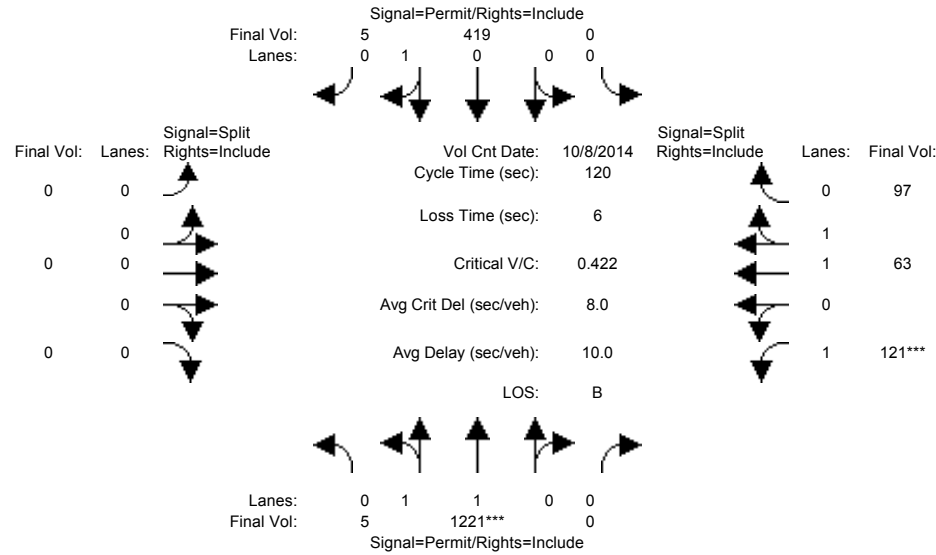 Signal=Permit/Rights=Include
Final Vol: 5 419 0
Lanes: 0 1 0 0 0
Signal=Split Signal=Split
Final Vol: Lanes: Rights=Include Vol Cnt Date: 10/8/2014 Rights=Include Lanes: Final Vol:
Cycle Time (sec): 120
0 0 0 97
Loss Time (sec): 6
0 1
0 0 Critical V/C: 0.422 1 63
0 Avg Crit Del (sec/veh): 8.0 0
0 0 Avg Delay (sec/veh): 10.0 1 121***
LOS: B
Lanes: 0 1 1 0 0
Final Vol: 5 1221*** 0
Signal=Permit/Rights=Include